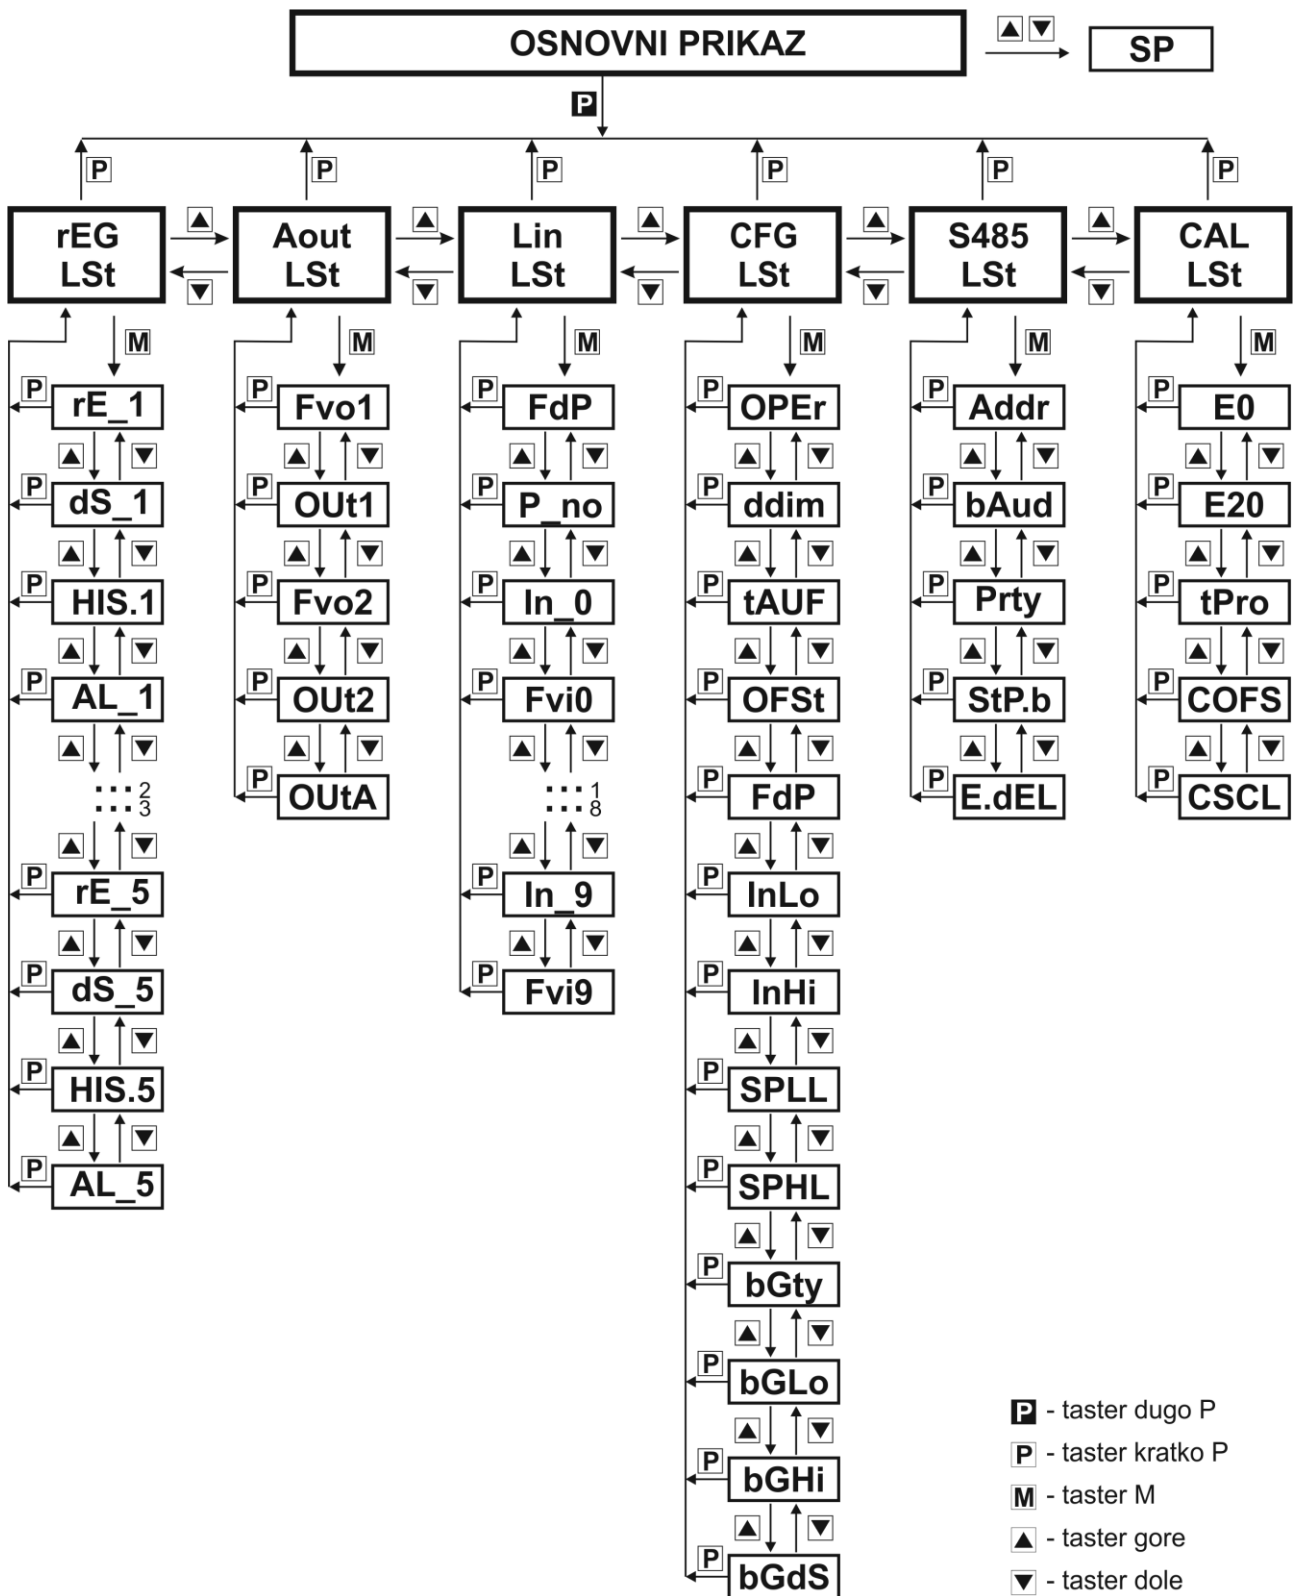 OSNOVNI PRIKAZ
SP
P
P P P P P P
rEG
LSt
Aout
LSt
Lin
LSt
CFG
LSt
S485
LSt
CAL
LSt
M M M M M M
P rE_1
P dS_1
P HIS.1
P AL_1
2
3
P rE_5
P dS_5
P HIS.5
P AL_5
P Fvo1
P OUt1
P Fvo2
P OUt2
P OUtA
P FdP
P P_no
P In_0
P Fvi0
1
8
P In_9
P Fvi9
P OPEr
P ddim
P tAUF
P OFSt
P FdP
P InLo
P InHi
P SPLL
P SPHL
P bGty
P bGLo
P bGHi
P bGdS
P Addr
P bAud
P Prty
P StP.b
P E.dEL
P E0
P E20
P tPro
P COFS
P CSCL
P - taster dugo P
P - taster kratko P
M - taster M
▲ - taster gore
▼ - taster dole